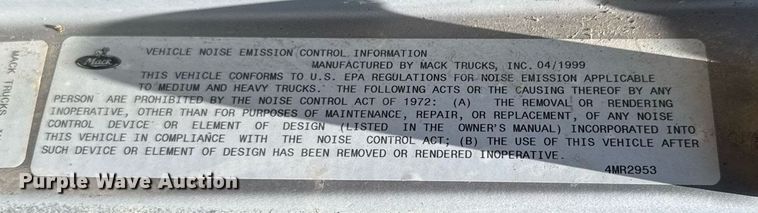 Mack
VEHICLE NOISE EMISSION CONTROL INFORMATION
MANUFACTURED BY MACK TRUCKS, INC. 04/1999
THIS VEHICLE CONFORMS TO U.S. EPA REGULATIONS FOR NOISE EMISSION APPLICABLE
TO MEDIUM AND HEAVY TRUCKS. THE FOLLOWING ACTS OR THE CAUSING THEREOF BY ANY
PERSON ARE PROHIBITED BY THE NOISE CONTROL ACT OF 1972: (A) THE REMOVAL OR RENDERING
INOPERATIVE, OTHER THAN FOR PURPOSES OF MAINTENANCE, REPAIR, OR REPLACEMENT, OF ANY NOISE
CONTROL DEVICE OR ELEMENT OF DESIGN (LISTED IN THE OWNER'S MANUAL) INCORPORATED INTO
THIS VEHICLE IN COMPLIANCE WITH THE NOISE CONTROL ACT; (B) THE USE OF THIS VEHICLE AFTER
SUCH DEVICE OR ELEMENT OF DESIGN HAS BEEN REMOVED OR RENDERED INOPERATIVE.
4MR2953
MACK TRUCKS
Purple Wave Auction